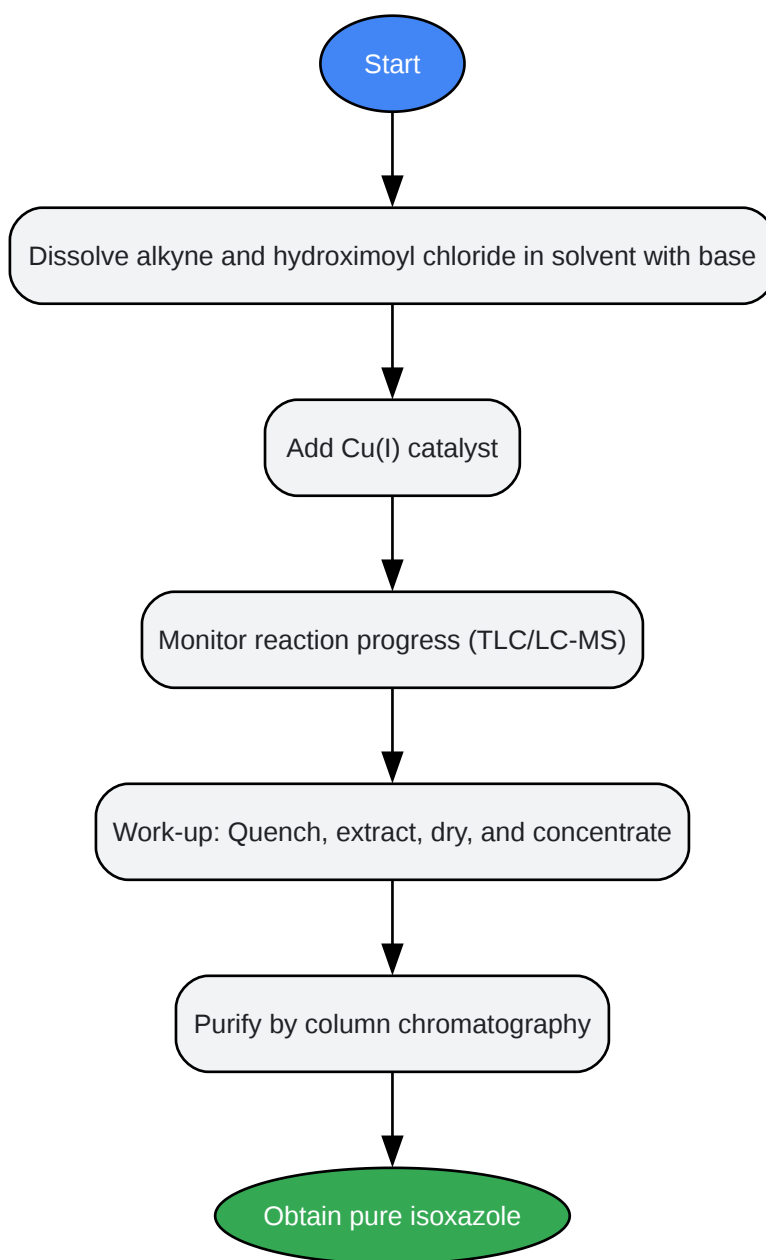 Start
Dissolve alkyne and hydroximoyl chloride in solvent with base
Add Cu(I) catalyst
Monitor reaction progress (TLC/LC-MS)
Work-up: Quench, extract, dry, and concentrate
Purify by column chromatography
Obtain pure isoxazole